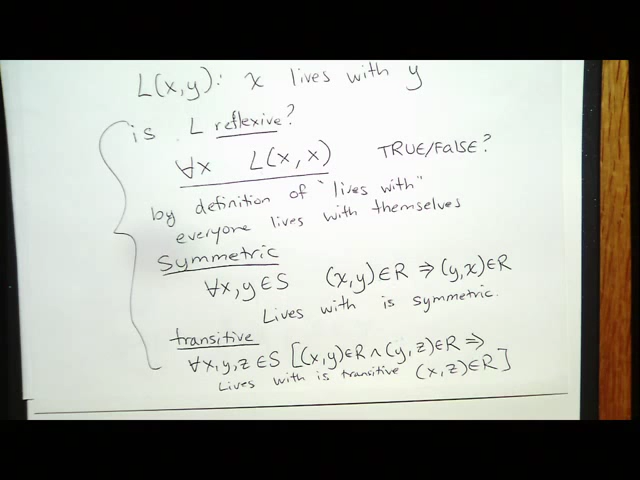 L(x,y): x lives with y
is L reflexive?
∀x L(x,x) TRUE/False?
by definition of "lives with"
everyone lives with themselves
Symmetric
∀x,y∈S (x,y)∈R ⇒ (y,x)∈R
Lives with is symmetric.
transitive
∀x,y,z∈S [(x,y)∈R ∧ (y,z)∈R ⇒
Lives with is transitive (x,z)∈R]